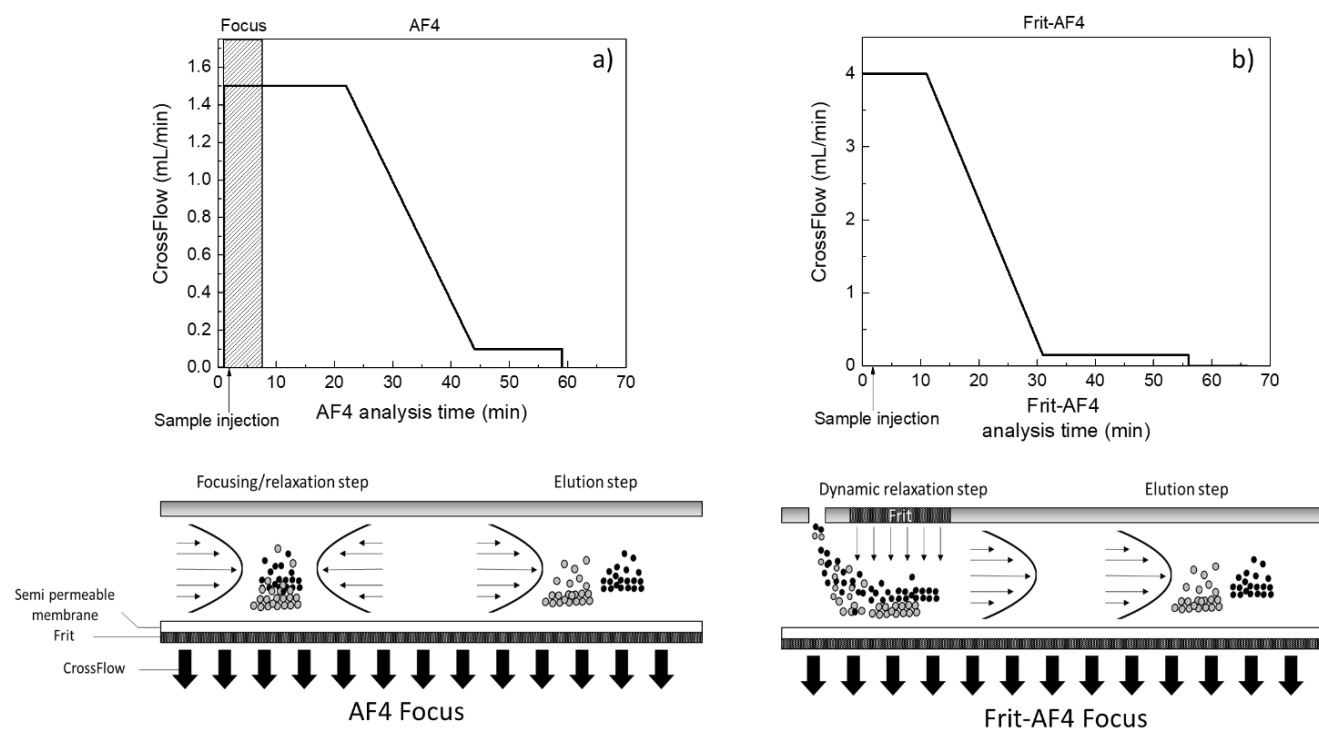 Focus
AF4
a)
CrossFlow (mL/min)
1.6
1.4
1.2
1.0
0.8
0.6
0.4
0.2
0.0
0 10 20 30 40 50 60 70
Sample injection
AF4 analysis time (min)
Frit-AF4
b)
CrossFlow (mL/min)
4
3
2
1
0
0 10 20 30 40 50 60 70
Sample injection
Frit-AF4
analysis time (min)
Focusing/relaxation step
Elution step
Semi permeable
membrane
Frit
CrossFlow
AF4 Focus
Dynamic relaxation step
Elution step
Frit
Frit-AF4 Focus